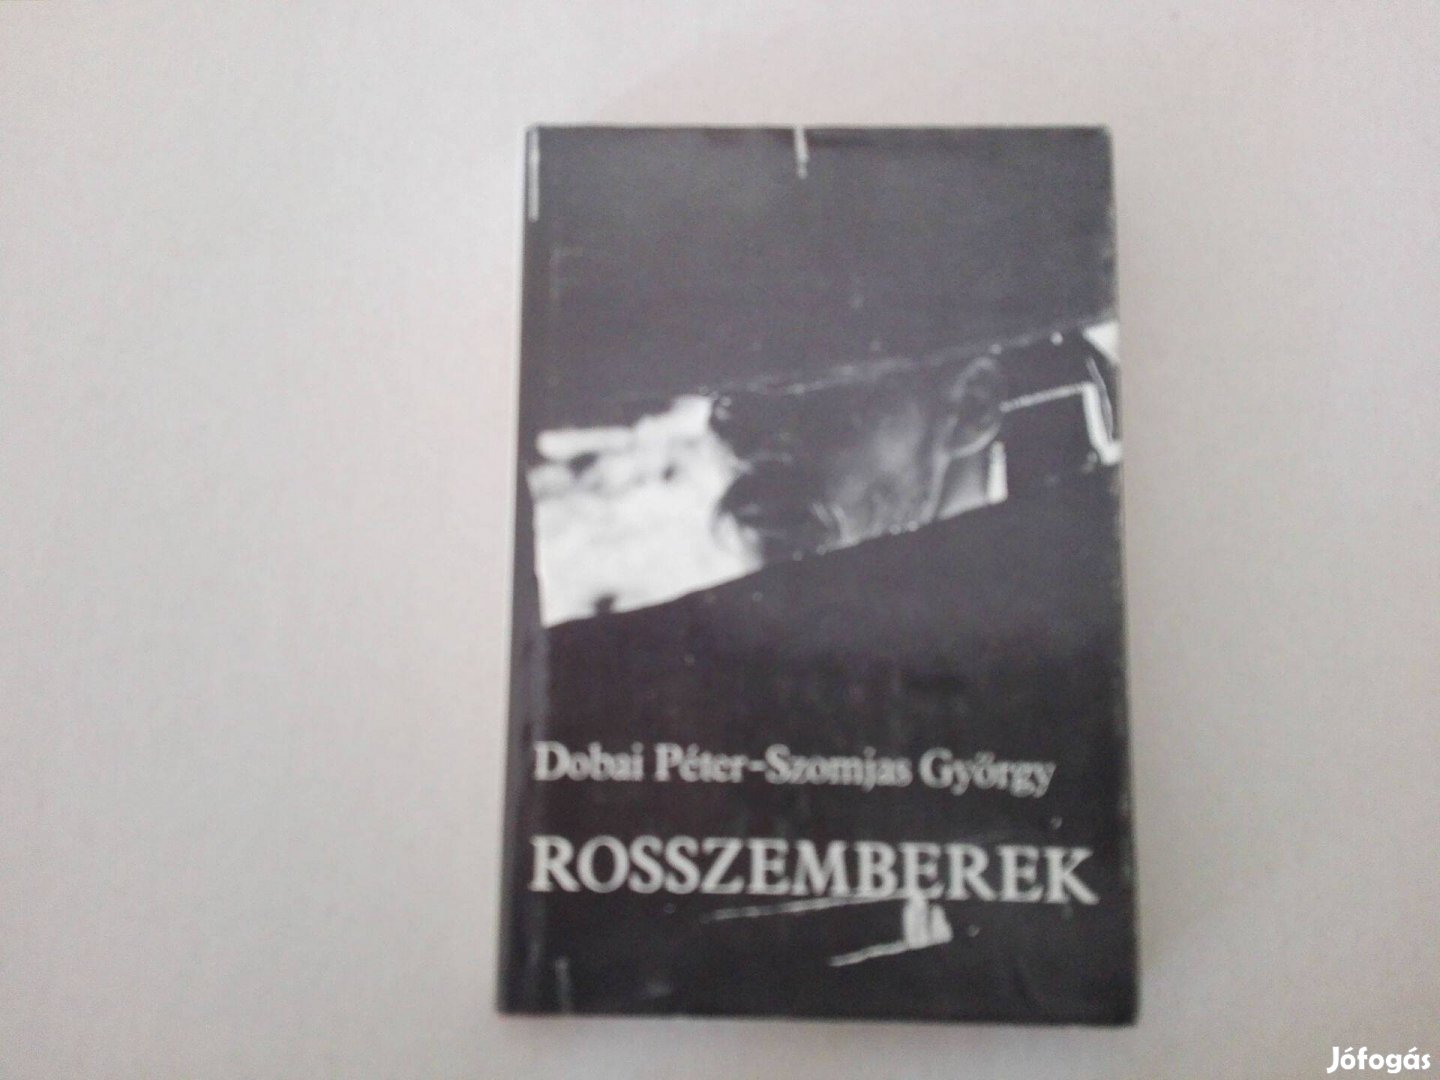 Dobai Péter-Szomjas György
ROSSZEMBEREK
Jófogás